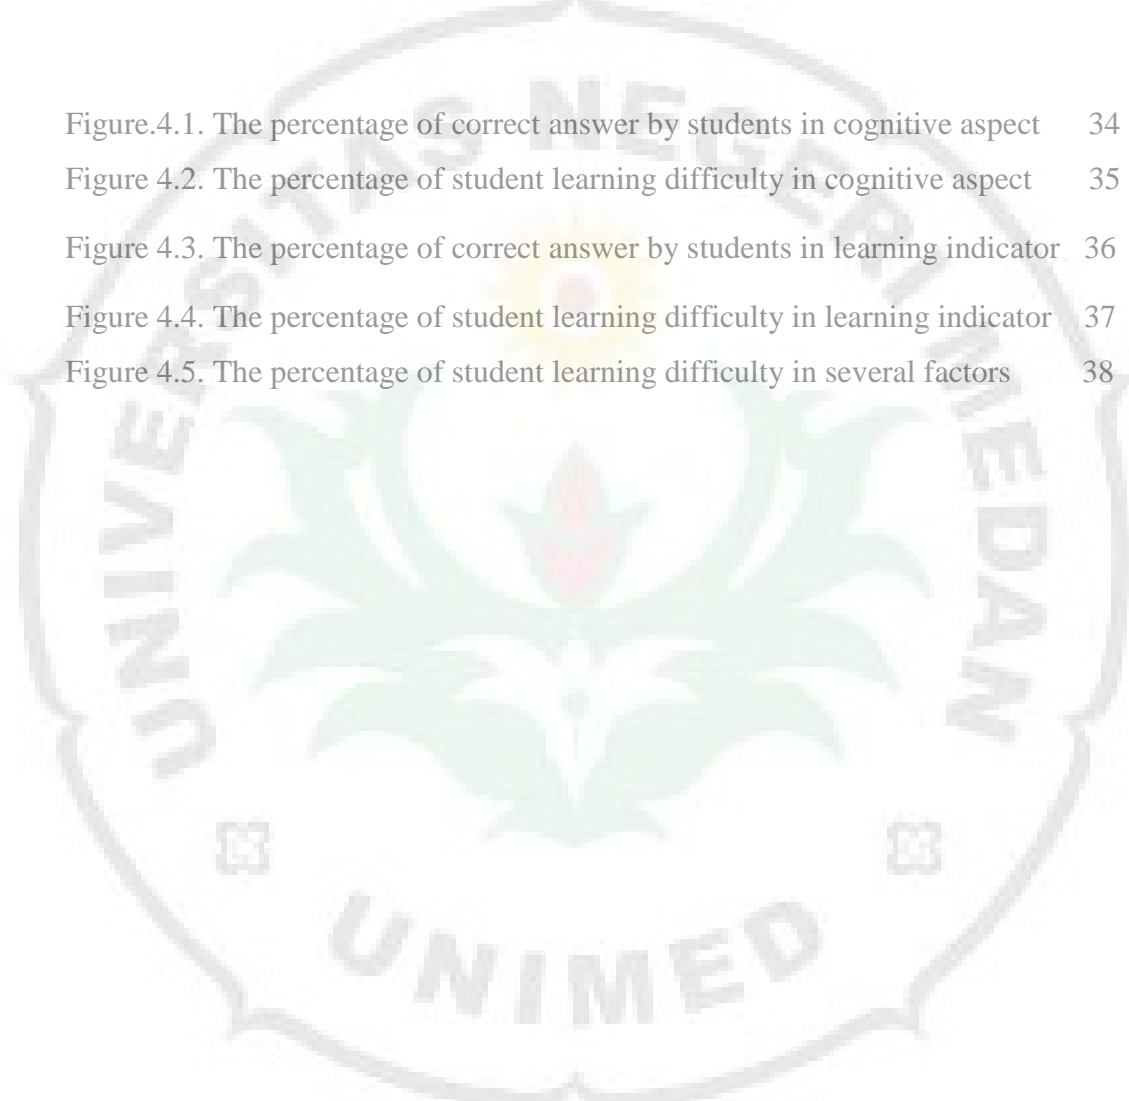 Figure.4.1. The percentage of correct answer by students in cognitive aspect 34
Figure 4.2. The percentage of student learning difficulty in cognitive aspect 35
Figure 4.3. The percentage of correct answer by students in learning indicator 36
Figure 4.4. The percentage of student learning difficulty in learning indicator 37
Figure 4.5. The percentage of student learning difficulty in several factors 38
UNIVERSITAS NEGERI MEDAN
UNIMED